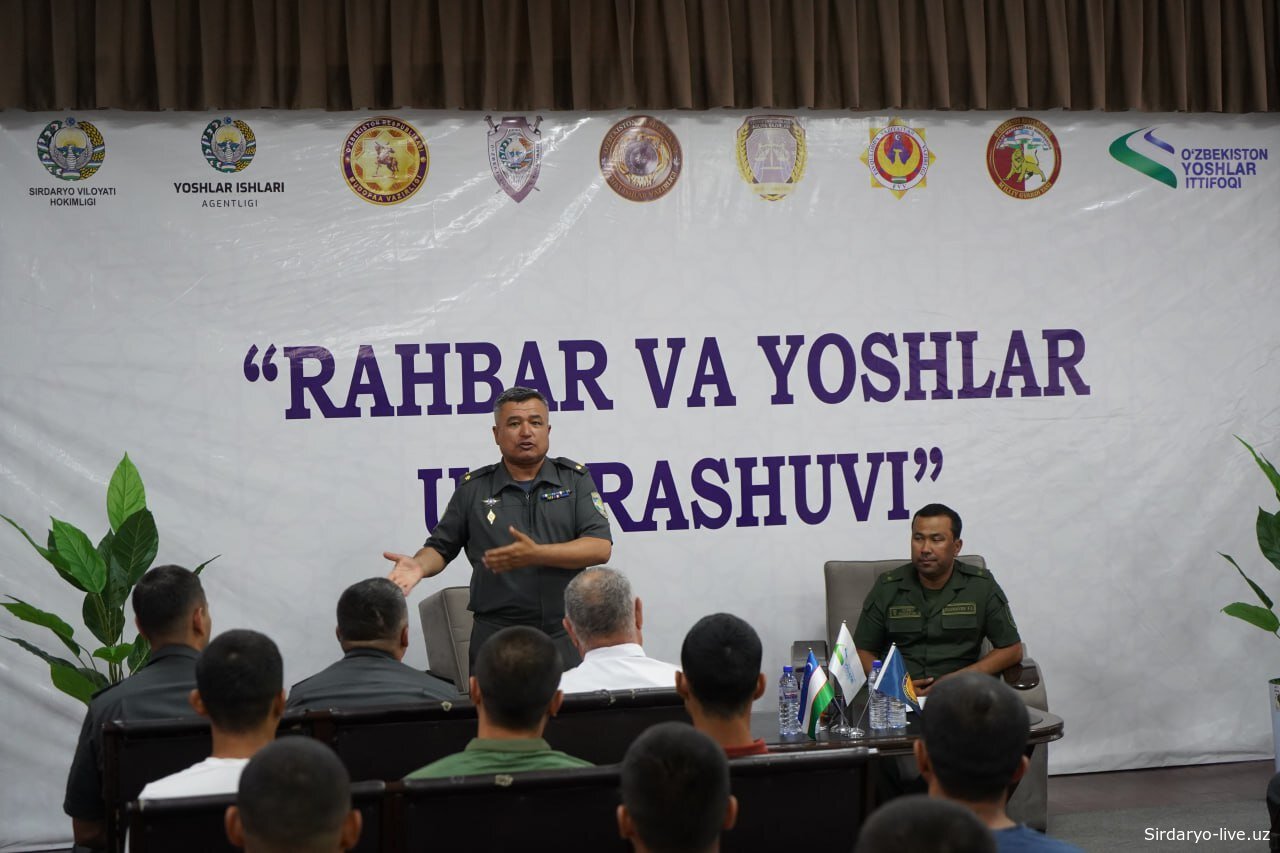 SIRDARYO VILOYATI
HOKIMLIGI
YOSHLAR ISHLARI
AGENTLIGI
O'ZBEKISTON
YOSHLAR
ITTIFOQI
“RAHBAR VA YOSHLAR
U RASHUVI”
Sirdaryo-live.uz